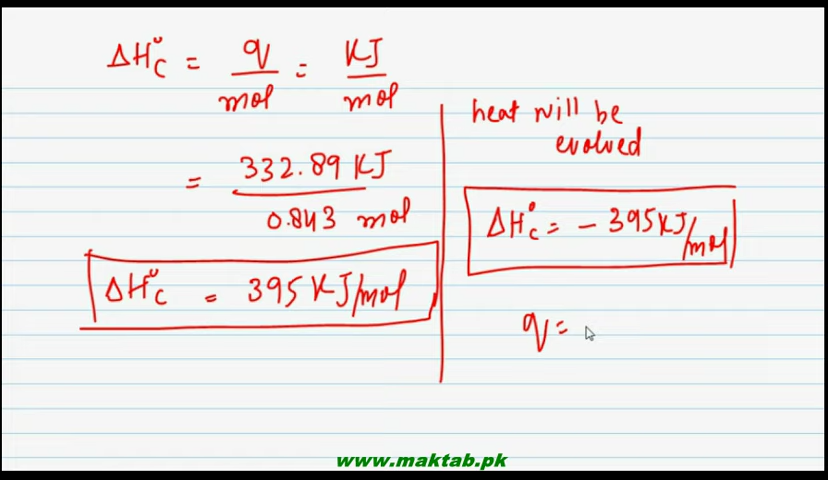 ΔH°C = q/mol = KJ/mol
= 332.89 KJ / 0.843 mol
ΔH°C = 395 KJ/mol
heat will be
evolved
ΔH°C = - 395 KJ/mol
q =
www.maktab.pk